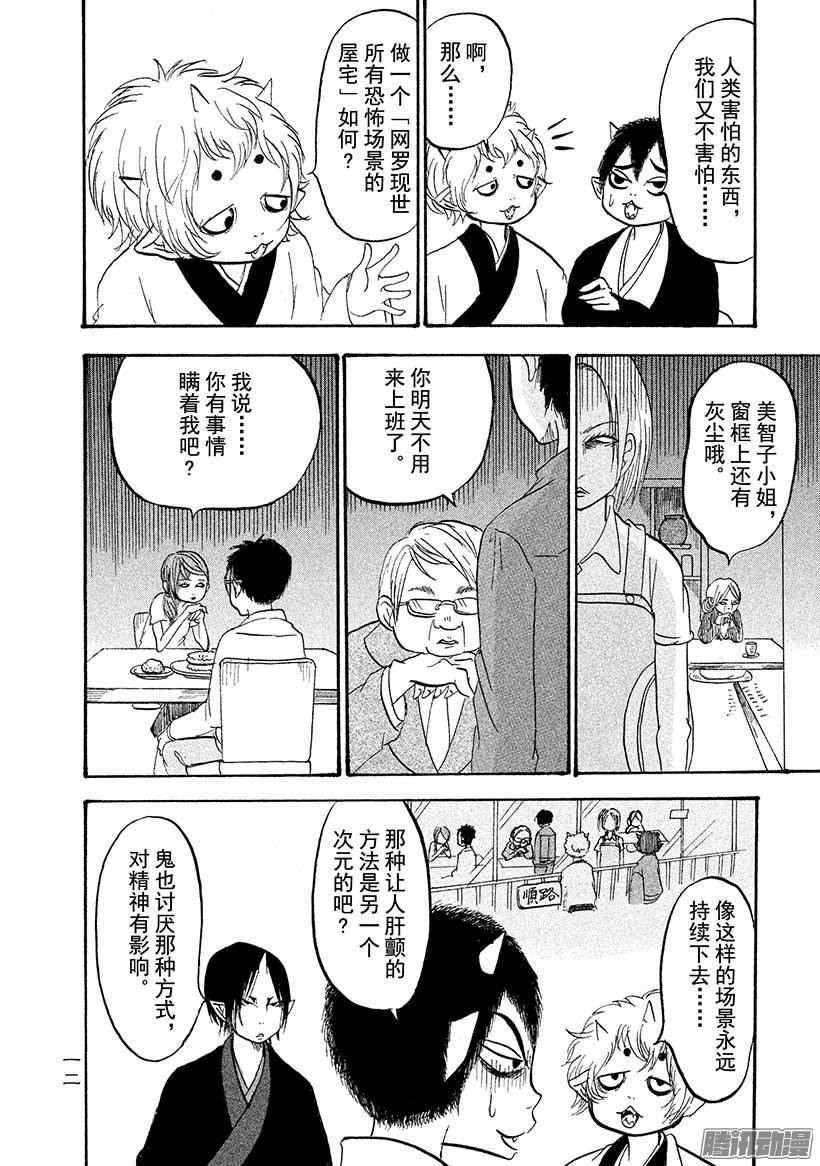 人类害怕的东西，
我们又不害怕……
啊，
那么……
做一个「网罗现世
所有恐怖场景的
屋宅」如何？
美智子小姐，
窗框上还有
灰尘哦。
你明天不用
来上班了。
我说……
你有事情
瞒着我吧？
順路
像这样的场景永远
持续下去……
那种让人肝颤的
方法是另一个
次元的吧？
鬼也讨厌那种方式，
对精神有影响。
一二
腾讯动漫